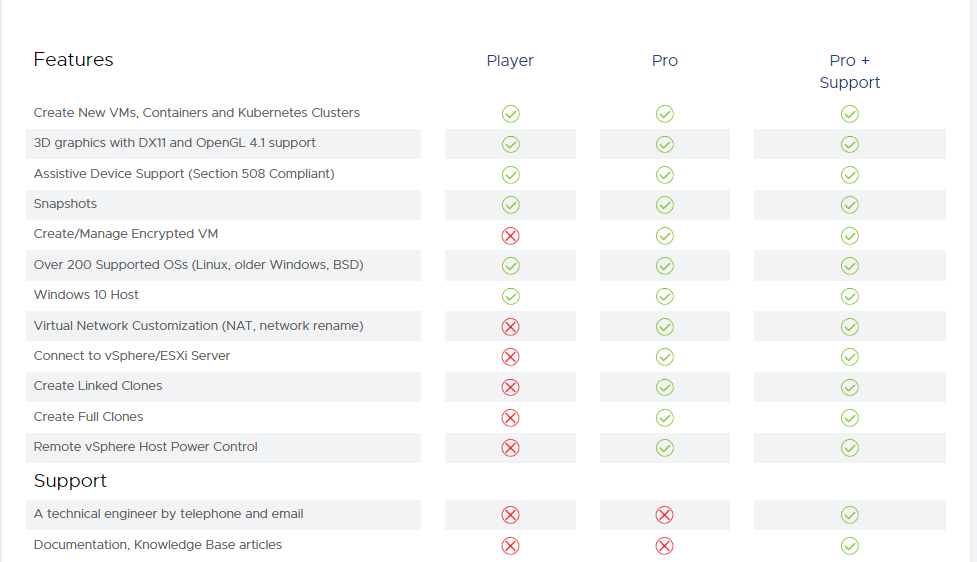 Features
Player
Pro
Pro +
Support
Create New VMs, Containers and Kubernetes Clusters
3D graphics with DX11 and OpenGL 4.1 support
Assistive Device Support (Section 508 Compliant)
Snapshots
Create/Manage Encrypted VM
Over 200 Supported OSs (Linux, older Windows, BSD)
Windows 10 Host
Virtual Network Customization (NAT, network rename)
Connect to vSphere/ESXi Server
Create Linked Clones
Create Full Clones
Remote vSphere Host Power Control
Support
A technical engineer by telephone and email
Documentation, Knowledge Base articles